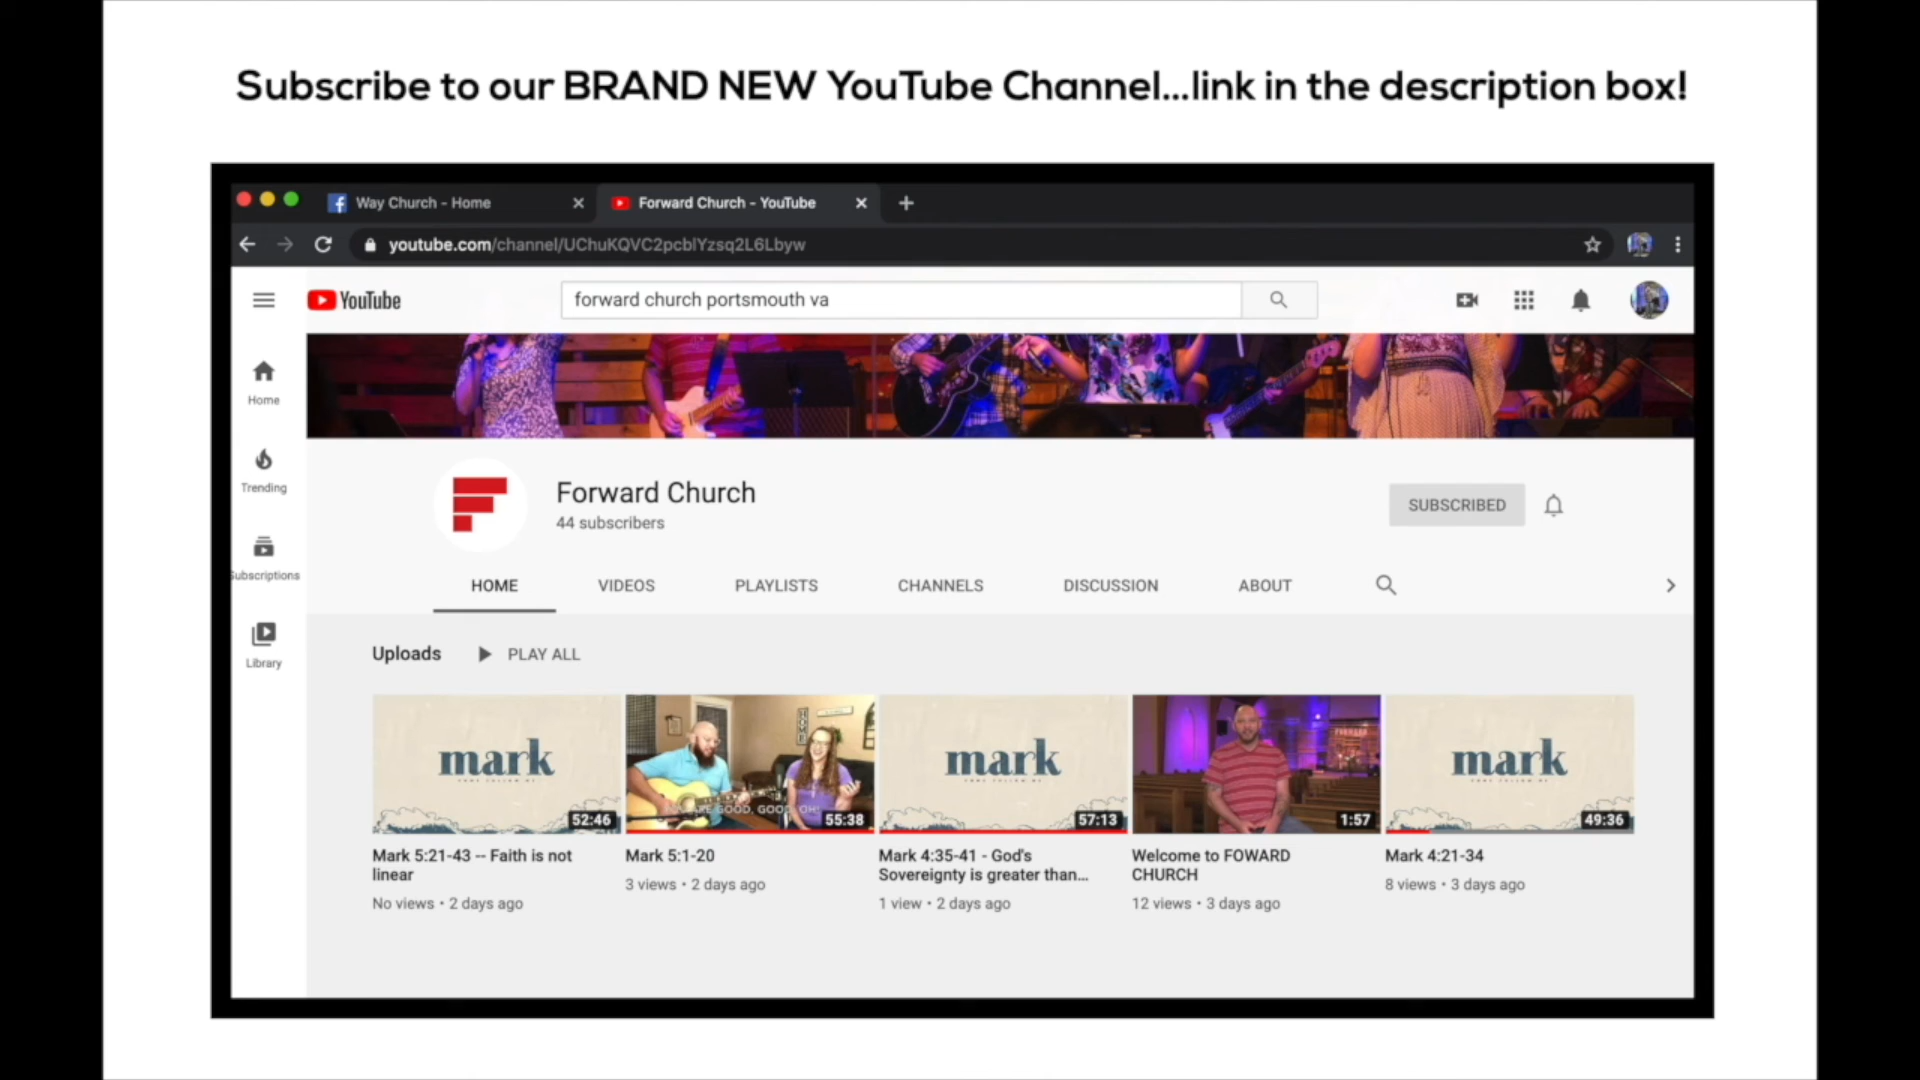 Subscribe to our BRAND NEW YouTube Channel...link in the description box!
Way Church - Home
Forward Church - YouTube
youtube.com/channel/UChuKQVC2pcblYzsq2L6Lbyw
YouTube
forward church portsmouth va
Home
Trending
Subscriptions
Library
Forward Church
44 subscribers
SUBSCRIBED
HOME VIDEOS PLAYLISTS CHANNELS DISCUSSION ABOUT
Uploads PLAY ALL
mark
52:46
HOME
55:38
mark
57:13
1:57
mark
49:36
Mark 5:21-43 -- Faith is not
linear
No views • 2 days ago
Mark 5:1-20
3 views • 2 days ago
Mark 4:35-41 - God's
Sovereignty is greater than...
1 view • 2 days ago
Welcome to FOWARD
CHURCH
12 views • 3 days ago
Mark 4:21-34
8 views • 3 days ago